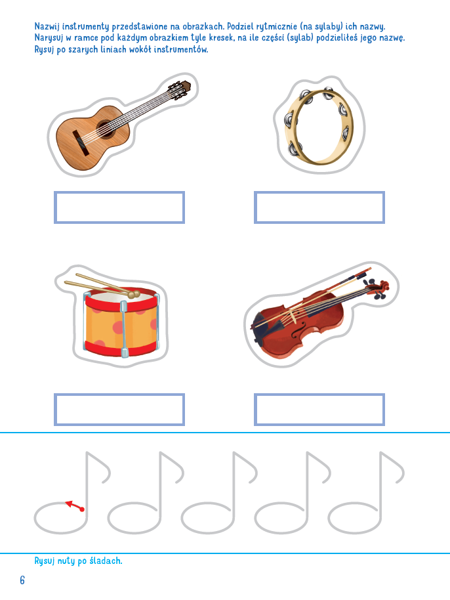 Nazwij instrumenty przedstawione na obrazkach. Podziel rytmicznie (na sylaby) ich nazwy.
Narysuj w ramce pod każdym obrazkiem tyle kresek, na ile części (sylab) podzieliłeś jego nazwę.
Rysuj po szarych liniach wokół instrumentów.
Rysuj nuty po śladach.
6